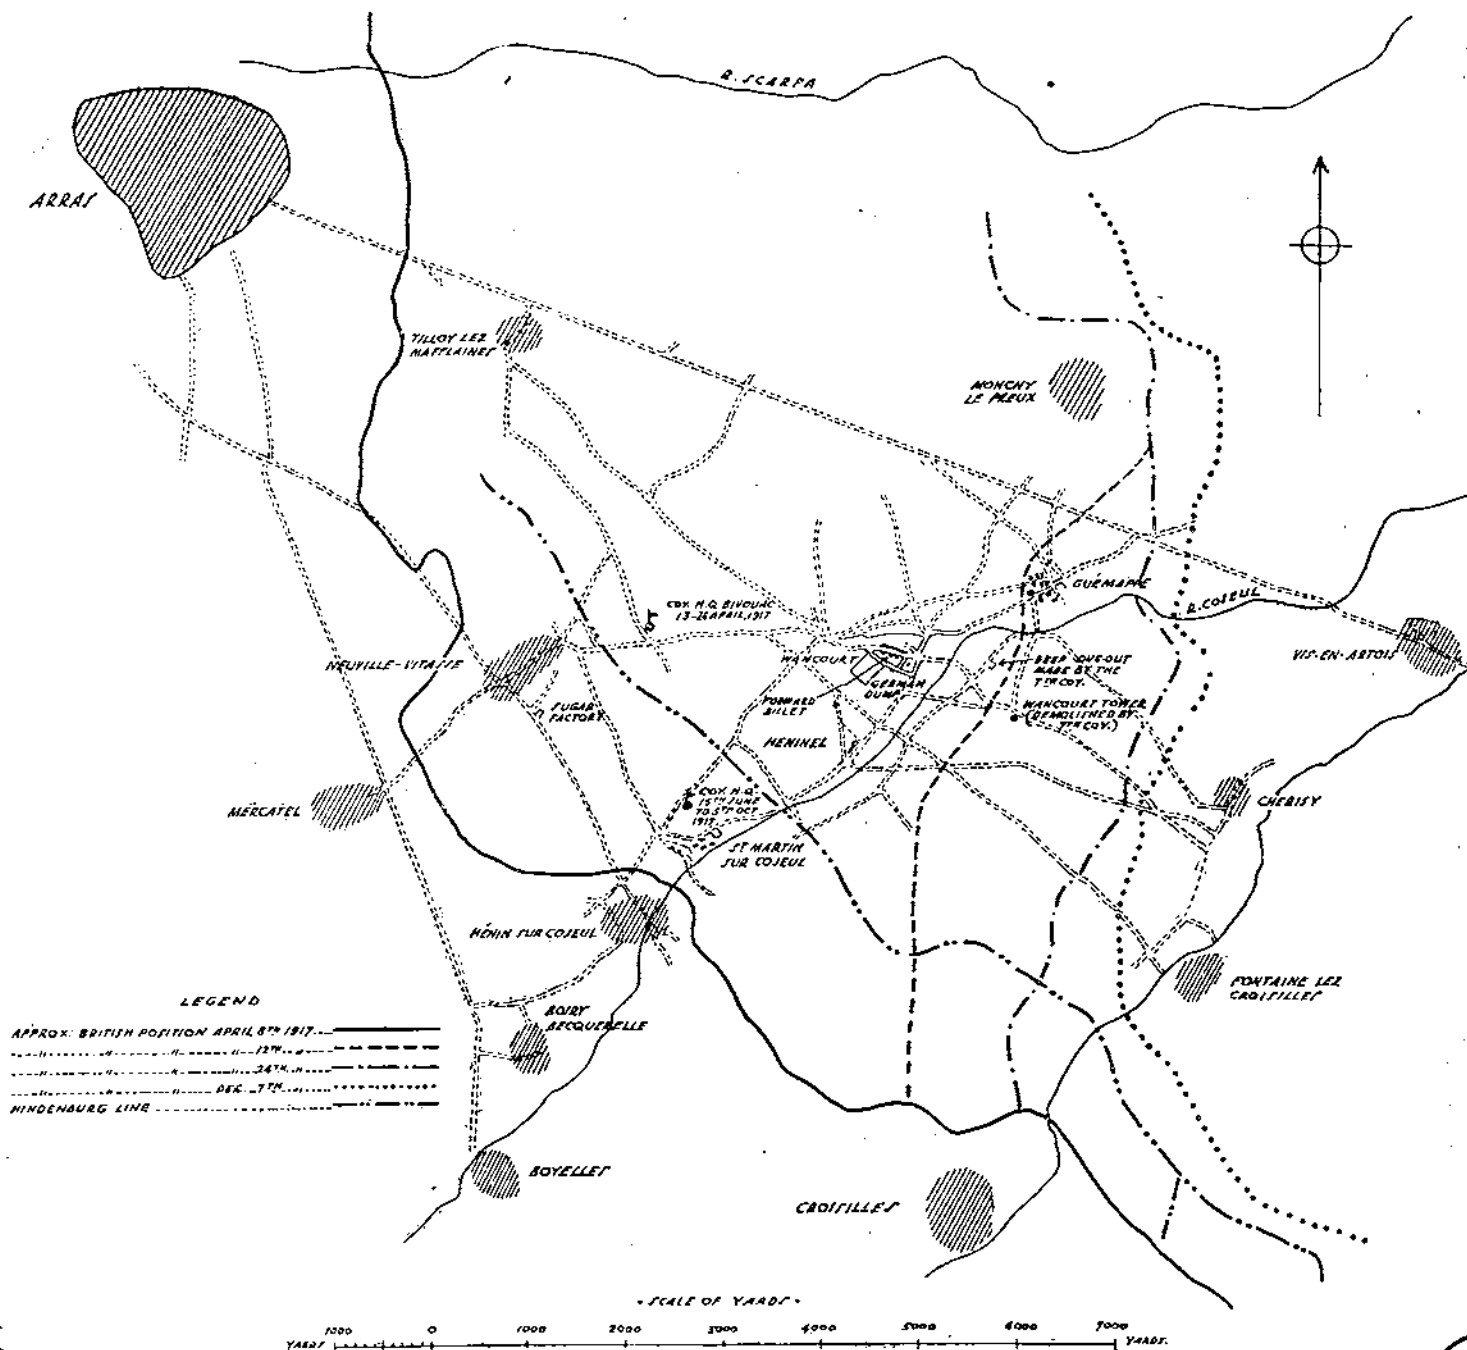 R. SCARPA
ARRAS
TILLOY LEZ
MAFFLAINES
MONCHY
LE PREUX
GUÉMAPPE
R. COJEUL
COY. H.Q. BIVOUAC
13-26 APRIL, 1917
NEUVILLE-VITASSE
WANCOURT
GERMAN
DUMP
DEEP DUG-OUT
MADE BY THE
7TH COY.
VIS-EN-ARTOIS
SUGAR
FACTORY
FORWARD
BILLET
WANCOURT TOWER
(DEMOLISHED BY
7TH COY.)
HENINEL
MERCATEL
COY. H.Q.
15TH JUNE
TO 5TH OCT
1917
CHERISY
ST MARTIN
SUR COJEUL
HÉNIN SUR COJEUL
FONTAINE LEZ
CROISILLES
BOIRY
BECQUERELLE
LEGEND
APPROX. BRITISH POSITION APRIL 8TH 1917
" " " " 12TH "
" " " " 24TH "
" " " DEC. 7TH "
HINDENBURG LINE
BOYELLES
CROISILLES
• SCALE OF YARDS •
YARDS 1000 0 1000 2000 3000 4000 5000 6000 7000 YARDS.